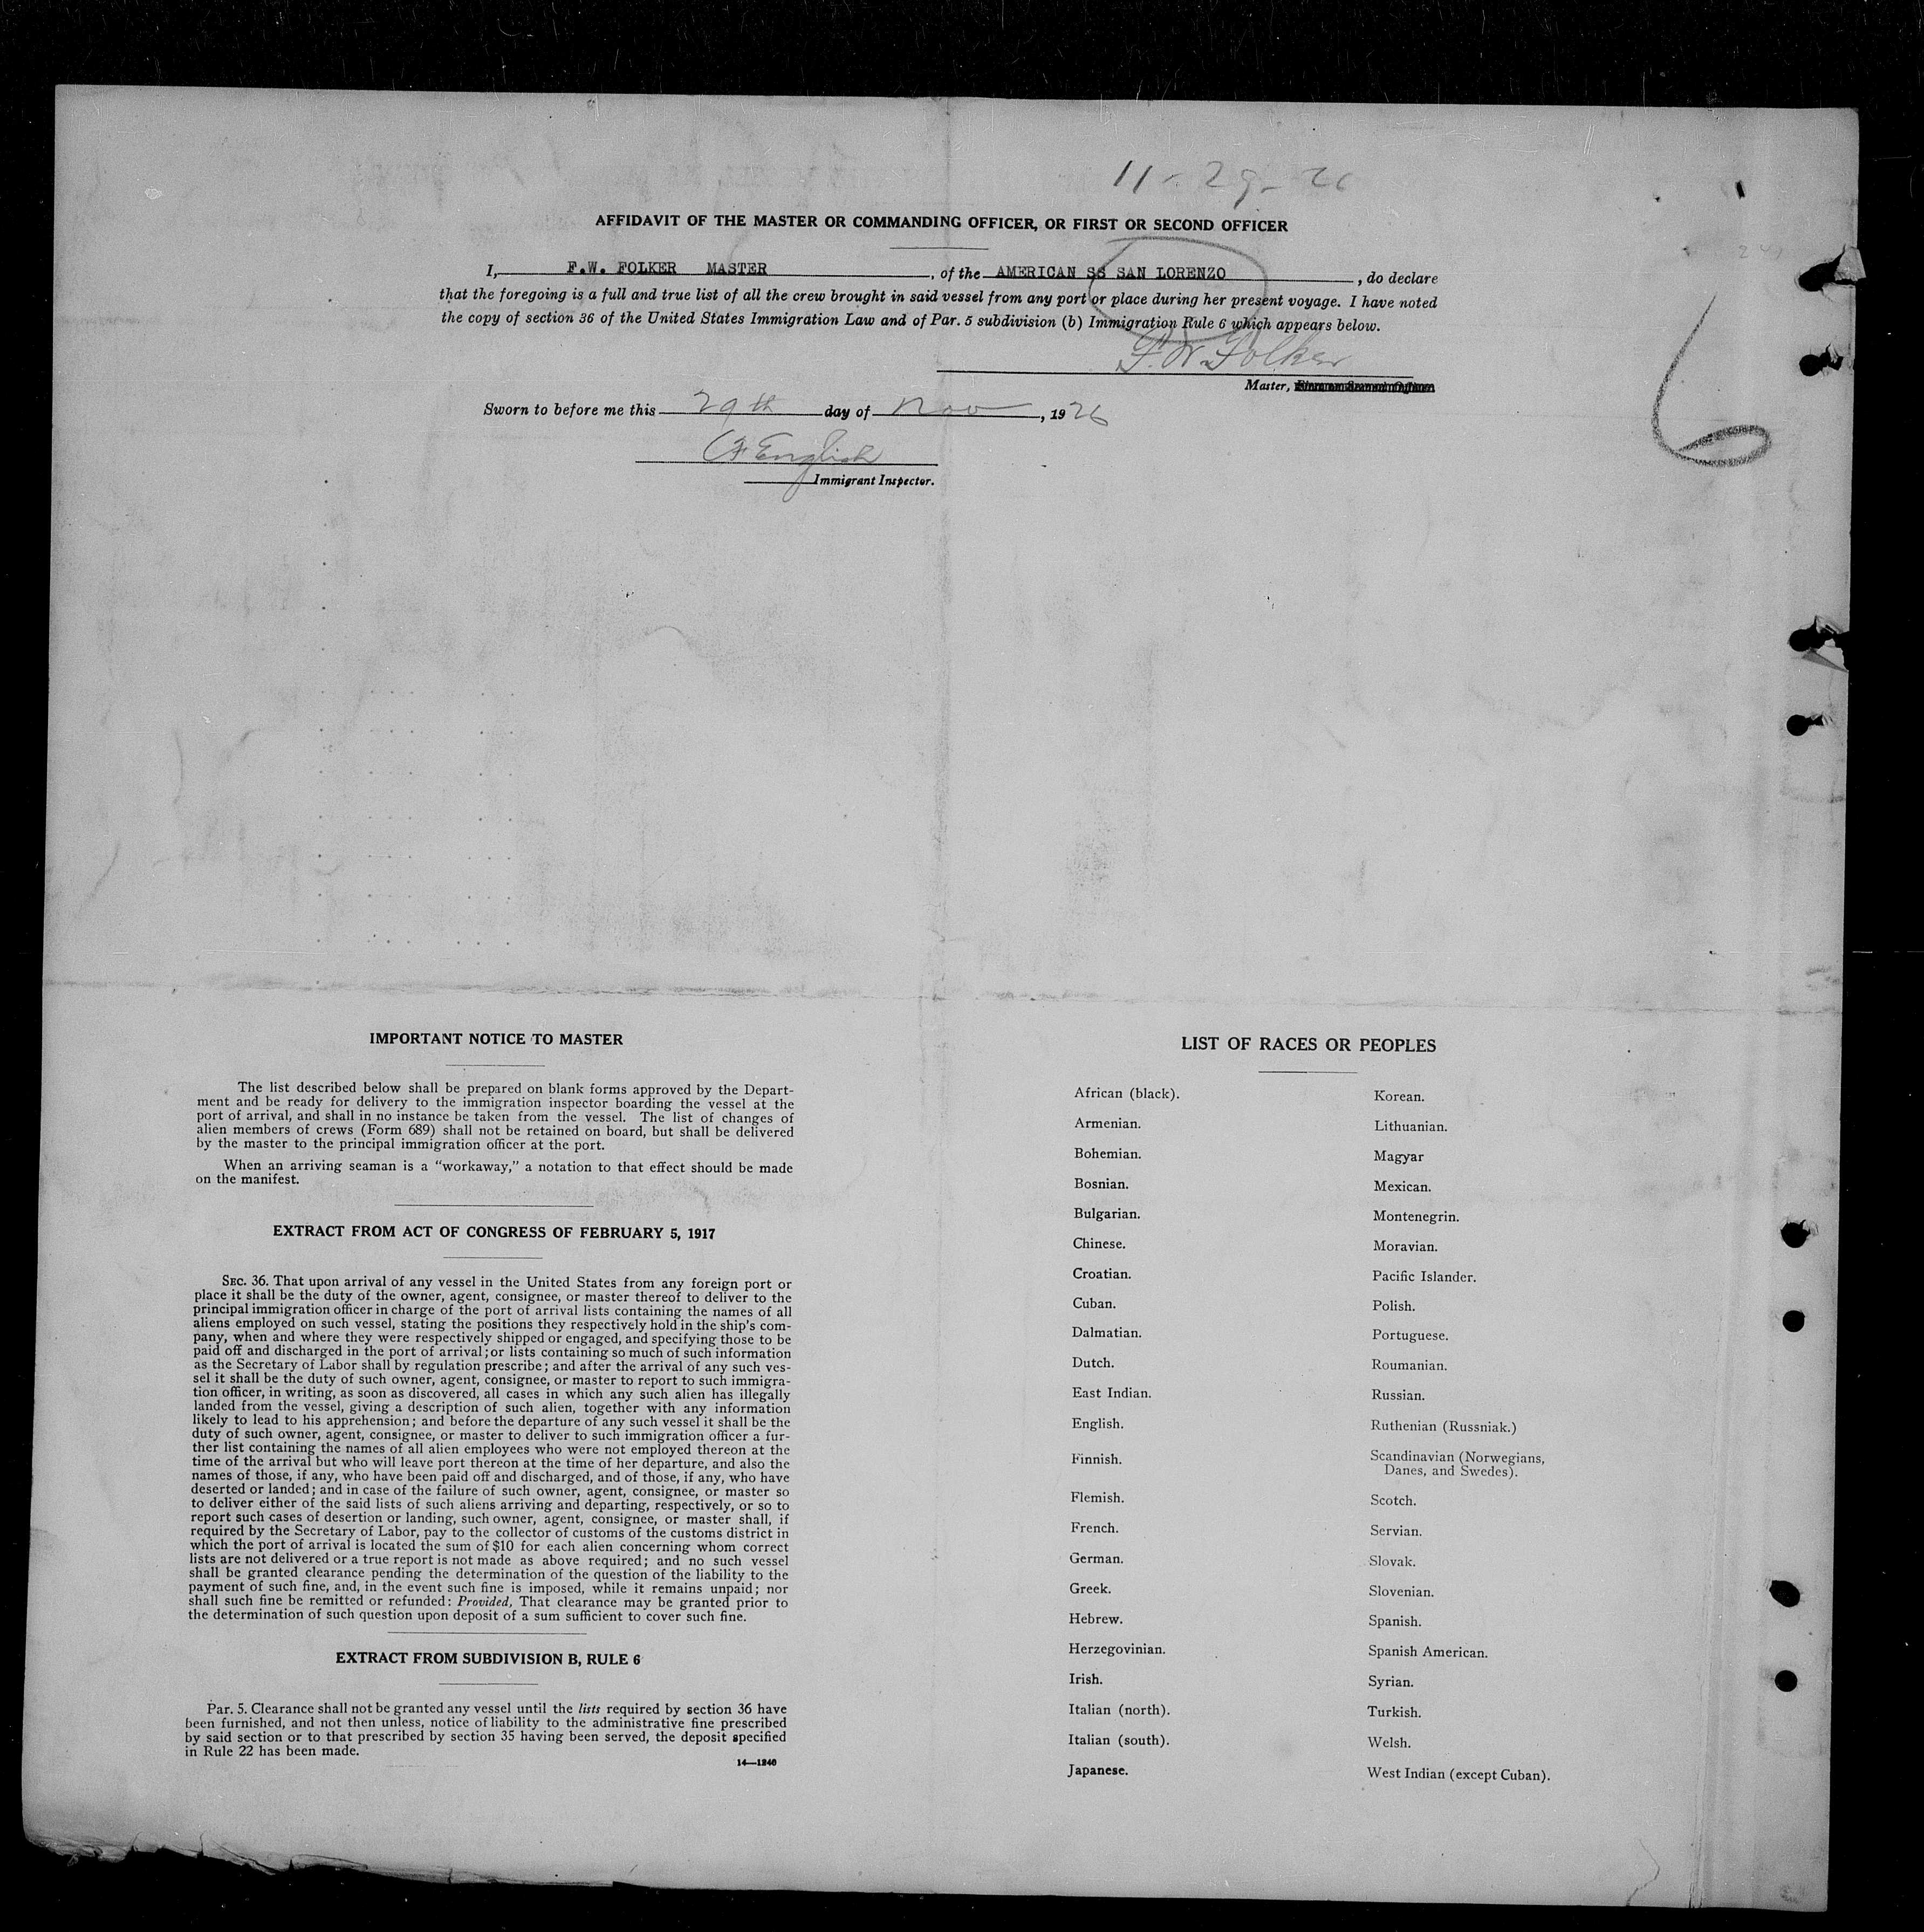 11-29-26
AFFIDAVIT OF THE MASTER OR COMMANDING OFFICER, OR FIRST OR SECOND OFFICER
I, F.W. FOLKER MASTER, of the AMERICAN SS SAN LORENZO, do declare
that the foregoing is a full and true list of all the crew brought in said vessel from any port or place during her present voyage. I have noted
the copy of section 36 of the United States Immigration Law and of Par. 5 subdivision (b) Immigration Rule 6 which appears below.
F. W. Folker
Master,
Sworn to before me this 29th day of Nov, 1926
English
Immigrant Inspector.
6
IMPORTANT NOTICE TO MASTER
The list described below shall be prepared on blank forms approved by the Depart-
ment and be ready for delivery to the immigration inspector boarding the vessel at the
port of arrival, and shall in no instance be taken from the vessel. The list of changes of
alien members of crews (Form 689) shall not be retained on board, but shall be delivered
by the master to the principal immigration officer at the port.
When an arriving seaman is a "workaway," a notation to that effect should be made
on the manifest.
EXTRACT FROM ACT OF CONGRESS OF FEBRUARY 5, 1917
SEC. 36. That upon arrival of any vessel in the United States from any foreign port or
place it shall be the duty of the owner, agent, consignee, or master thereof to deliver to the
principal immigration officer in charge of the port of arrival lists containing the names of all
aliens employed on such vessel, stating the positions they respectively hold in the ship's com-
pany, when and where they were respectively shipped or engaged, and specifying those to be
paid off and discharged in the port of arrival; or lists containing so much of such information
as the Secretary of Labor shall by regulation prescribe; and after the arrival of any such ves-
sel it shall be the duty of such owner, agent, consignee, or master to report to such immigra-
tion officer, in writing, as soon as discovered, all cases in which any such alien has illegally
landed from the vessel, giving a description of such alien, together with any information
likely to lead to his apprehension; and before the departure of any such vessel it shall be the
duty of such owner, agent, consignee, or master to deliver to such immigration officer a fur-
ther list containing the names of all alien employees who were not employed thereon at the
time of the arrival but who will leave port thereon at the time of her departure, and also the
names of those, if any, who have been paid off and discharged, and of those, if any, who have
deserted or landed; and in case of the failure of such owner, agent, consignee, or master so
to deliver either of the said lists of such aliens arriving and departing, respectively, or so to
report such cases of desertion or landing, such owner, agent, consignee, or master shall, if
required by the Secretary of Labor, pay to the collector of customs of the customs district in
which the port of arrival is located the sum of $10 for each alien concerning whom correct
lists are not delivered or a true report is not made as above required; and no such vessel
shall be granted clearance pending the determination of the question of the liability to the
payment of such fine, and, in the event such fine is imposed, while it remains unpaid; nor
shall such fine be remitted or refunded: Provided, That clearance may be granted prior to
the determination of such question upon deposit of a sum sufficient to cover such fine.
EXTRACT FROM SUBDIVISION B, RULE 6
Par. 5. Clearance shall not be granted any vessel until the lists required by section 36 have
been furnished, and not then unless, notice of liability to the administrative fine prescribed
by said section or to that prescribed by section 35 having been served, the deposit specified
in Rule 22 has been made.
14—1240
LIST OF RACES OR PEOPLES
African (black).
Armenian.
Bohemian.
Bosnian.
Bulgarian.
Chinese.
Croatian.
Cuban.
Dalmatian.
Dutch.
East Indian.
English.
Finnish.
Flemish.
French.
German.
Greek.
Hebrew.
Herzegovinian.
Irish.
Italian (north).
Italian (south).
Japanese.
Korean.
Lithuanian.
Magyar
Mexican.
Montenegrin.
Moravian.
Pacific Islander.
Polish.
Portuguese.
Roumanian.
Russian.
Ruthenian (Russniak.)
Scandinavian (Norwegians,
Danes, and Swedes).
Scotch.
Servian.
Slovak.
Slovenian.
Spanish.
Spanish American.
Syrian.
Turkish.
Welsh.
West Indian (except Cuban).